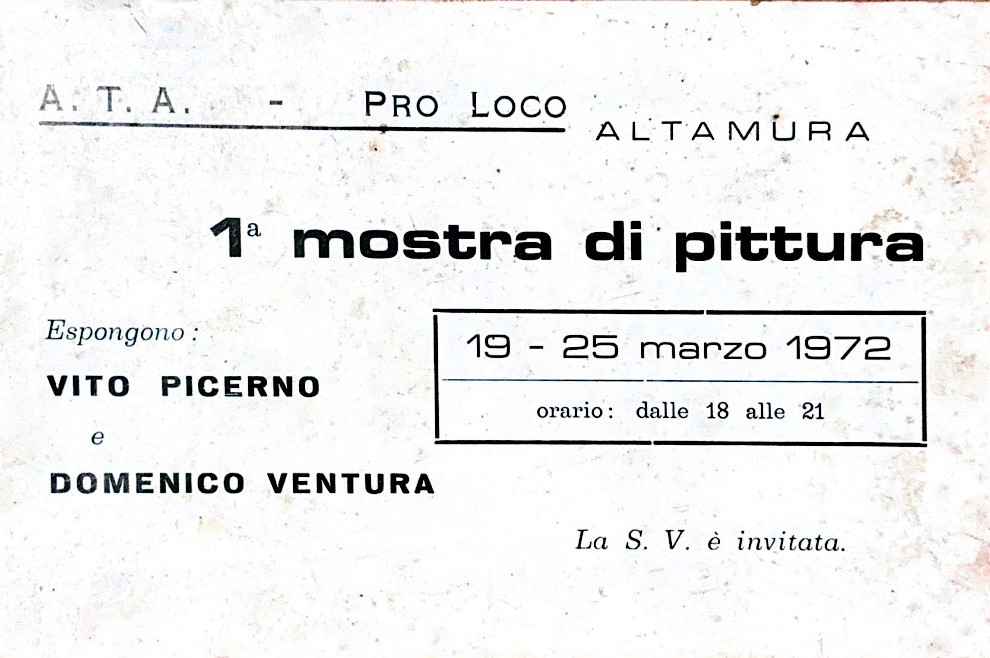 A. T. A. - PRO LOCO ALTAMURA
1ª mostra di pittura
Espongono:
VITO PICERNO
e
DOMENICO VENTURA
19 - 25 marzo 1972
orario: dalle 18 alle 21
La S. V. è invitata.